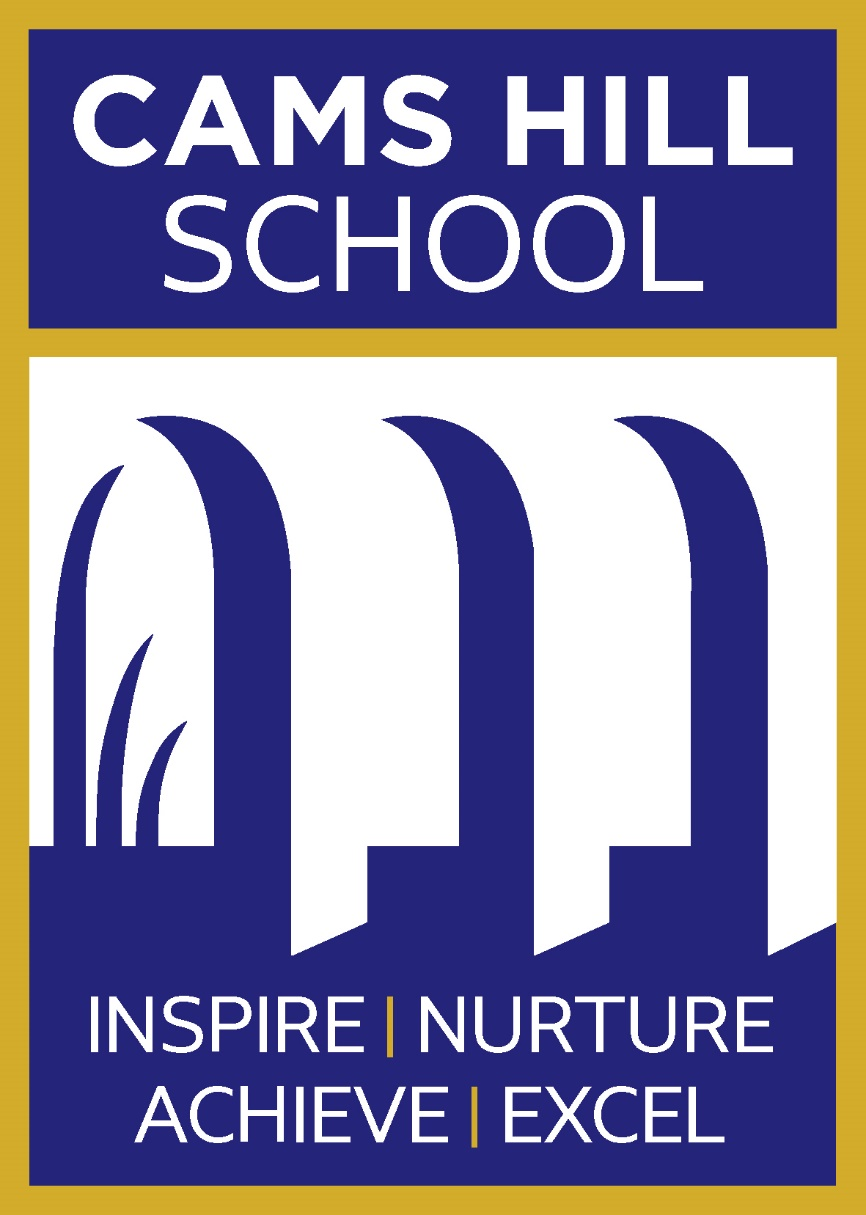 CAMS HILL
SCHOOL
INSPIRE | NURTURE
ACHIEVE | EXCEL